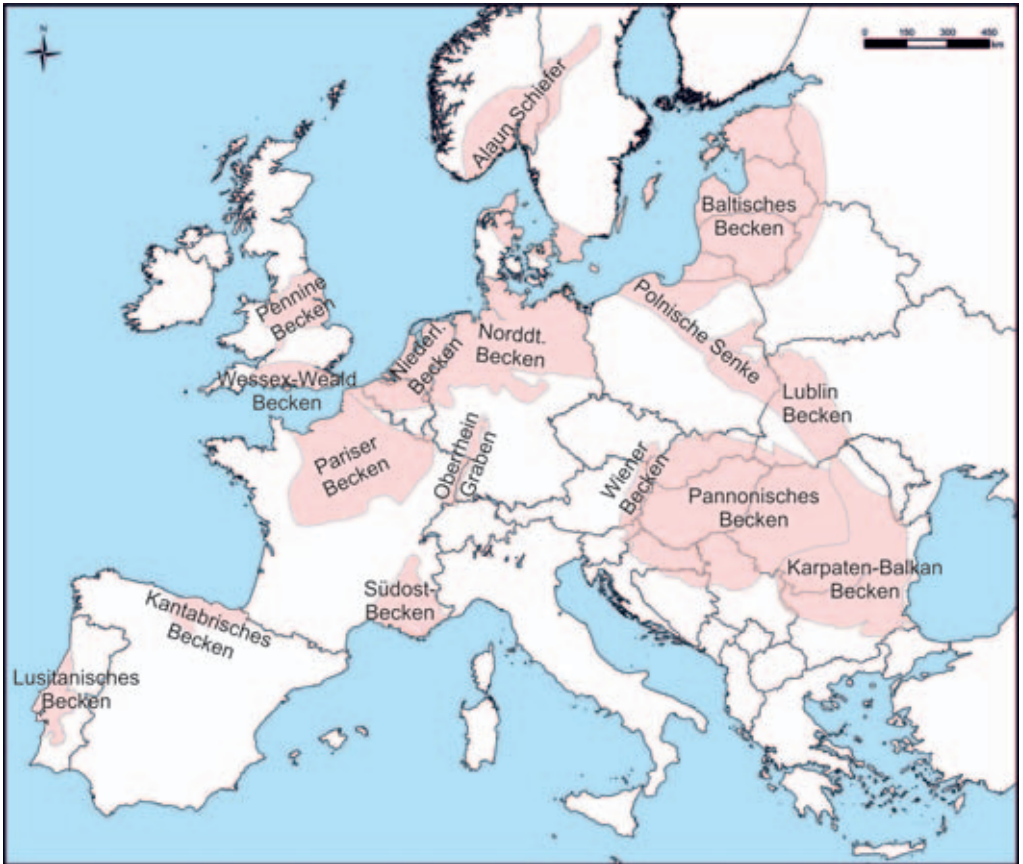 N
0 150 300 450
km
Alaun Schiefer
Baltisches
Becken
Pennine
Becken
Polnische Senke
Niederl.
Becken
Norddt.
Becken
Wessex-Weald
Becken
Lublin
Becken
Pariser
Becken
Oberrhein
Graben
Wiener
Becken
Pannonisches
Becken
Karpaten-Balkan
Becken
Südost-
Becken
Kantabrisches
Becken
Lusitanisches
Becken